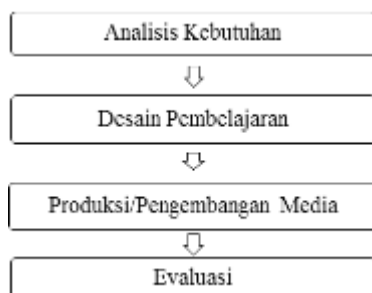 Analisis Kebutuhan
Desain Pembelajaran
Produksi/Pengembangan Media
Evaluasi